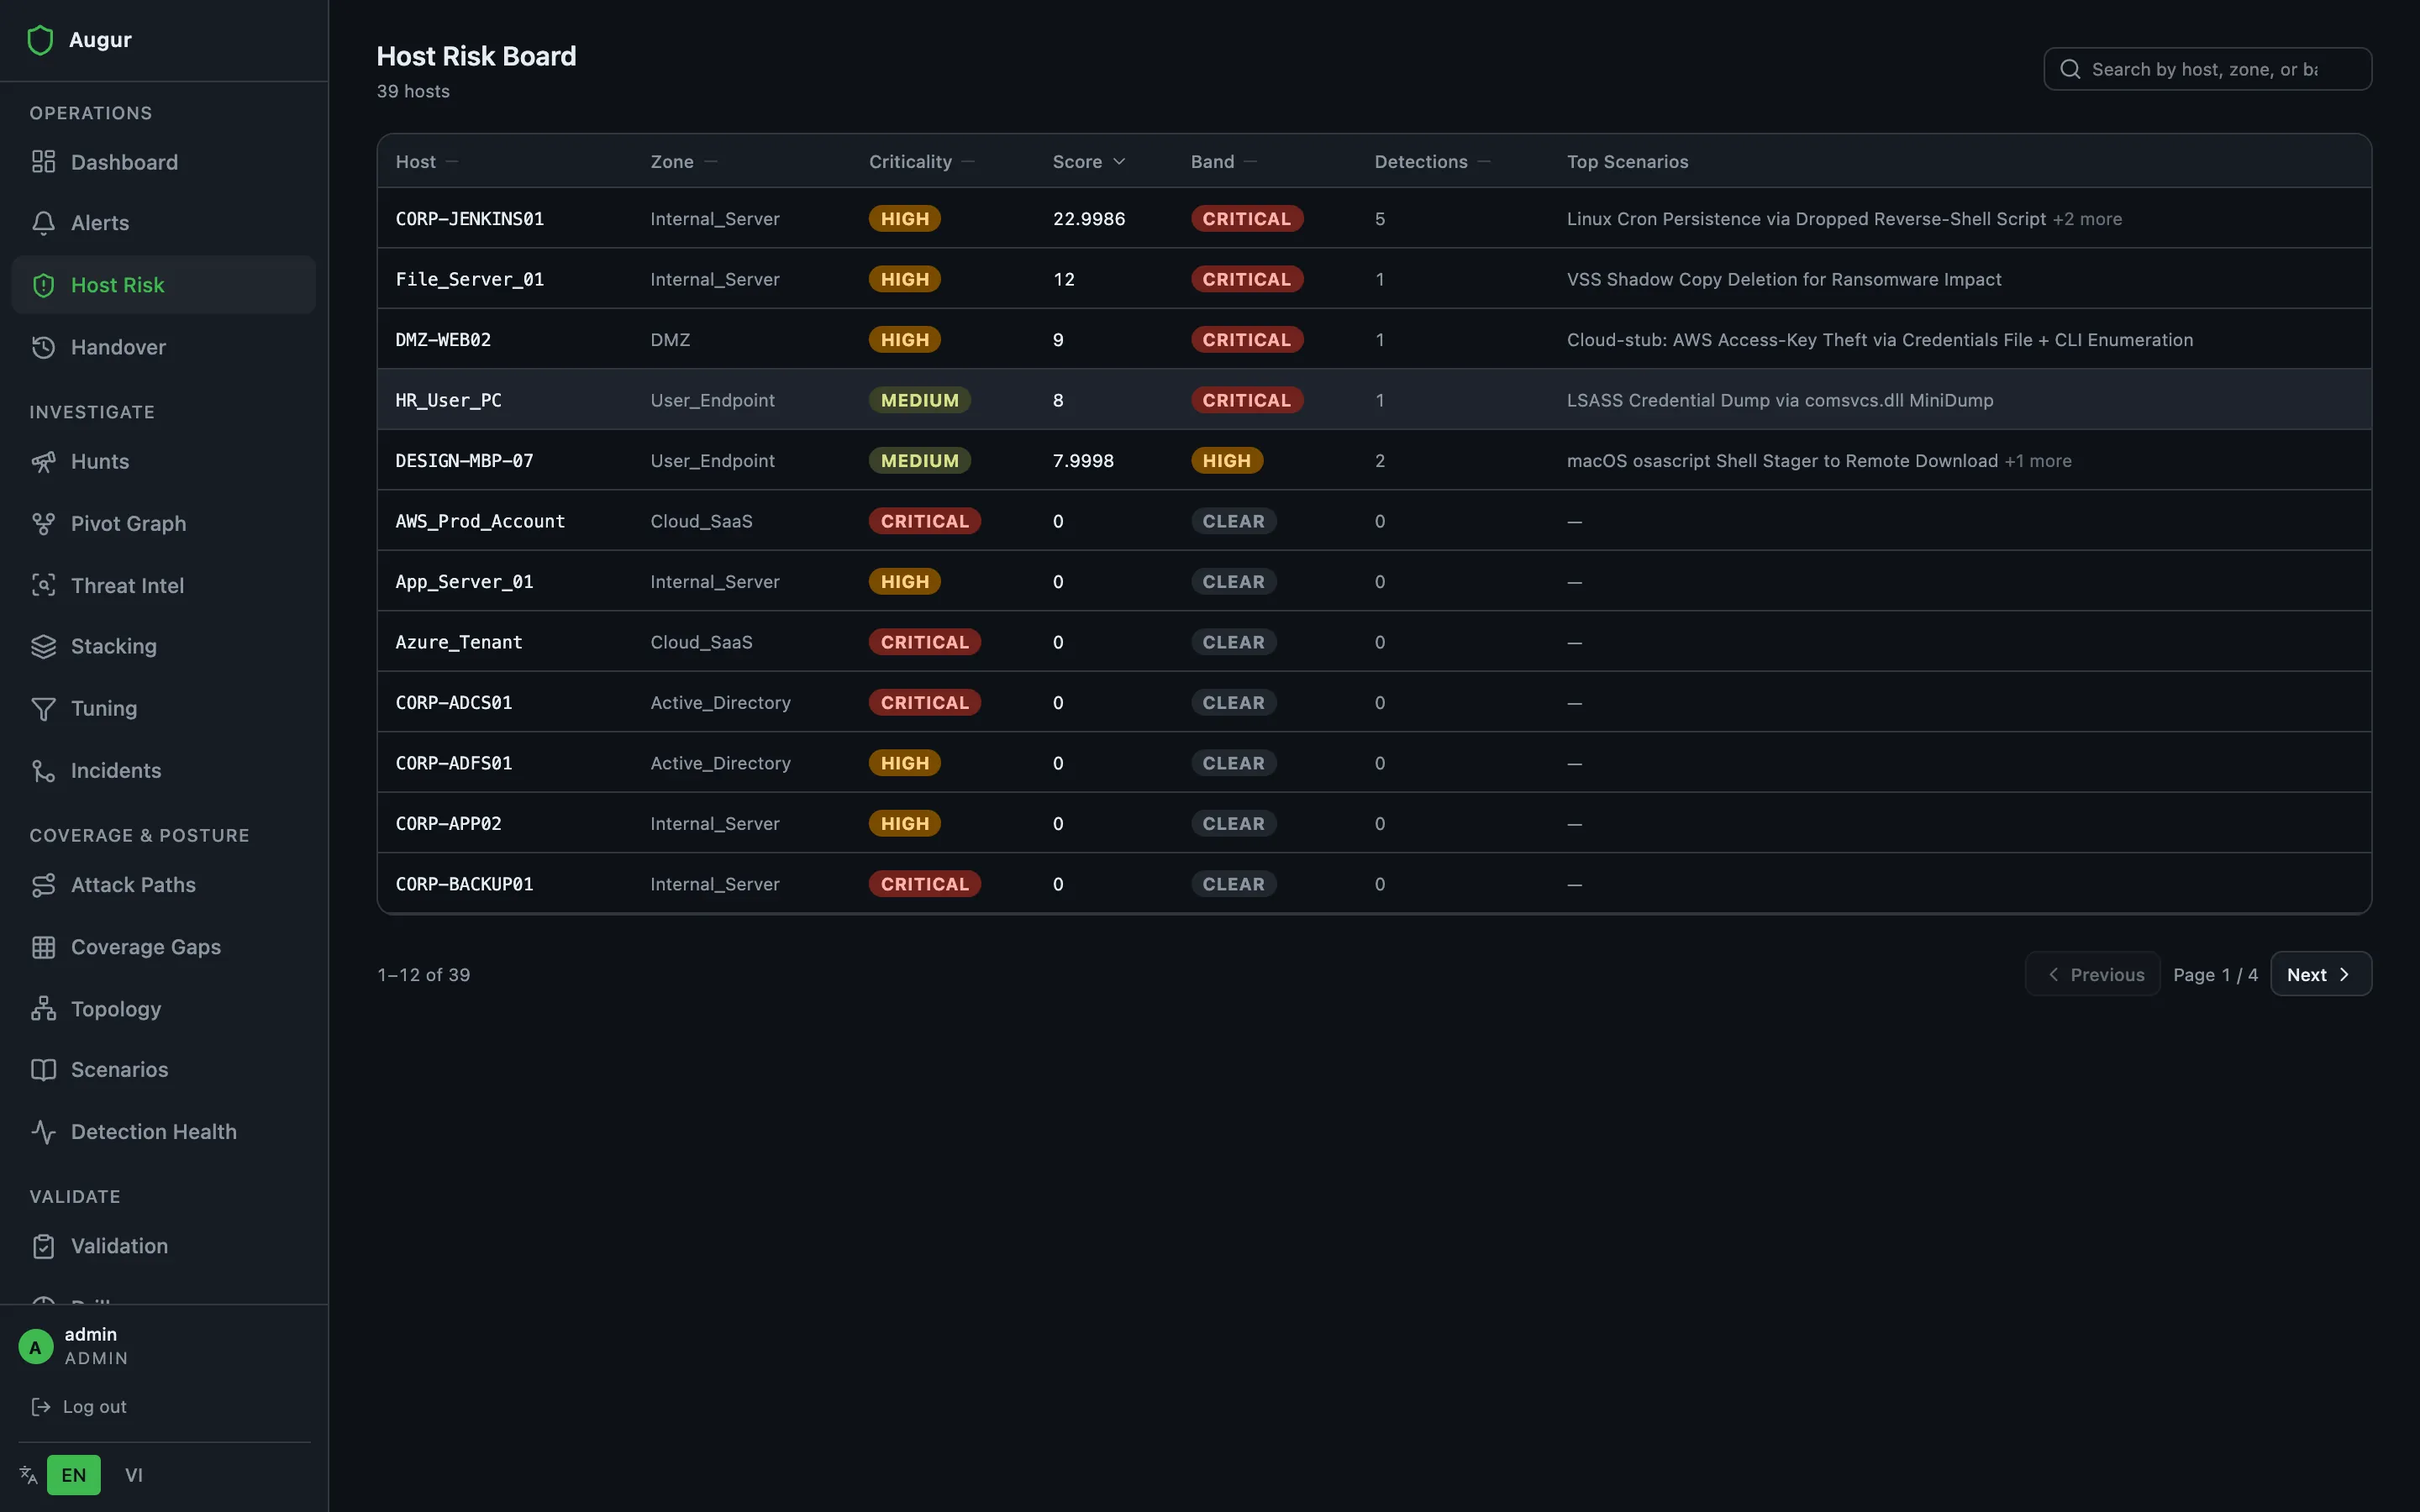 Augur
OPERATIONS
Dashboard
Alerts
Host Risk
Handover
INVESTIGATE
Hunts
Pivot Graph
Threat Intel
Stacking
Tuning
Incidents
COVERAGE & POSTURE
Attack Paths
Coverage Gaps
Topology
Scenarios
Detection Health
VALIDATE
Validation
A admin
ADMIN
Log out
EN VI
Host Risk Board
39 hosts
Search by host, zone, or ba
Host Zone Criticality Score Band Detections Top Scenarios
CORP-JENKINS01 Internal_Server HIGH 22.9986 CRITICAL 5 Linux Cron Persistence via Dropped Reverse-Shell Script +2 more
File_Server_01 Internal_Server HIGH 12 CRITICAL 1 VSS Shadow Copy Deletion for Ransomware Impact
DMZ-WEB02 DMZ HIGH 9 CRITICAL 1 Cloud-stub: AWS Access-Key Theft via Credentials File + CLI Enumeration
HR_User_PC User_Endpoint MEDIUM 8 CRITICAL 1 LSASS Credential Dump via comsvcs.dll MiniDump
DESIGN-MBP-07 User_Endpoint MEDIUM 7.9998 HIGH 2 macOS osascript Shell Stager to Remote Download +1 more
AWS_Prod_Account Cloud_SaaS CRITICAL 0 CLEAR 0 —
App_Server_01 Internal_Server HIGH 0 CLEAR 0 —
Azure_Tenant Cloud_SaaS CRITICAL 0 CLEAR 0 —
CORP-ADCS01 Active_Directory CRITICAL 0 CLEAR 0 —
CORP-ADFS01 Active_Directory HIGH 0 CLEAR 0 —
CORP-APP02 Internal_Server HIGH 0 CLEAR 0 —
CORP-BACKUP01 Internal_Server CRITICAL 0 CLEAR 0 —
1–12 of 39
Previous Page 1 / 4 Next